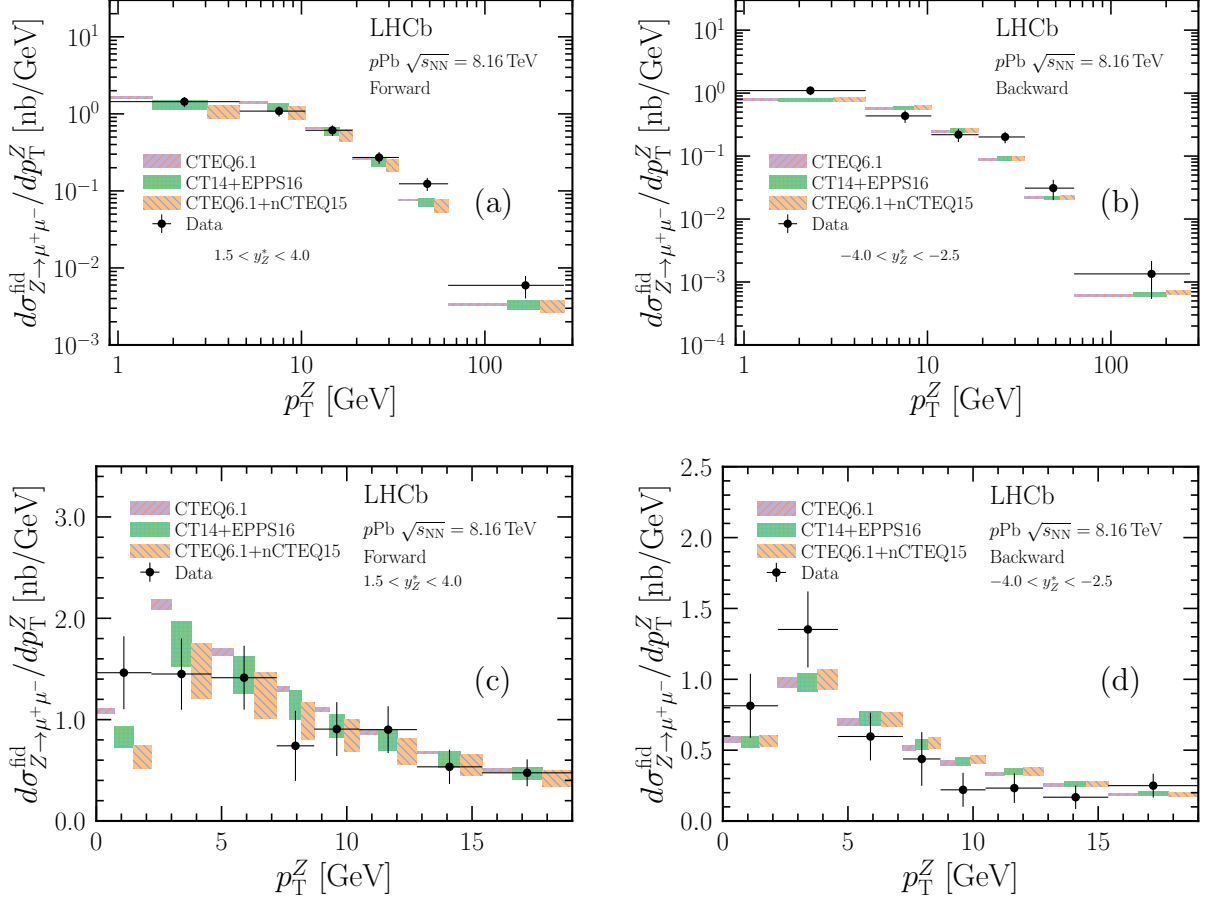 LHCb
pPb √s_NN = 8.16 TeV
Forward
CTEQ6.1
CT14+EPPS16
CTEQ6.1+nCTEQ15
Data
(a)
1.5 < y*_Z < 4.0
10^1
10^0
10^−1
10^−2
10^−3
1
10
100
p_T^Z [GeV]
dσ^fid_{Z→μ+μ−}/dp_T^Z [nb/GeV]
LHCb
pPb √s_NN = 8.16 TeV
Backward
CTEQ6.1
CT14+EPPS16
CTEQ6.1+nCTEQ15
Data
(b)
−4.0 < y*_Z < −2.5
10^1
10^0
10^−1
10^−2
10^−3
10^−4
1
10
100
p_T^Z [GeV]
dσ^fid_{Z→μ+μ−}/dp_T^Z [nb/GeV]
CTEQ6.1
CT14+EPPS16
CTEQ6.1+nCTEQ15
Data
LHCb
pPb √s_NN = 8.16 TeV
Forward
1.5 < y*_Z < 4.0
(c)
3.0
2.0
1.0
0.0
0
5
10
15
p_T^Z [GeV]
dσ^fid_{Z→μ+μ−}/dp_T^Z [nb/GeV]
CTEQ6.1
CT14+EPPS16
CTEQ6.1+nCTEQ15
Data
LHCb
pPb √s_NN = 8.16 TeV
Backward
−4.0 < y*_Z < −2.5
(d)
2.5
2.0
1.5
1.0
0.5
0.0
0
5
10
15
p_T^Z [GeV]
dσ^fid_{Z→μ+μ−}/dp_T^Z [nb/GeV]